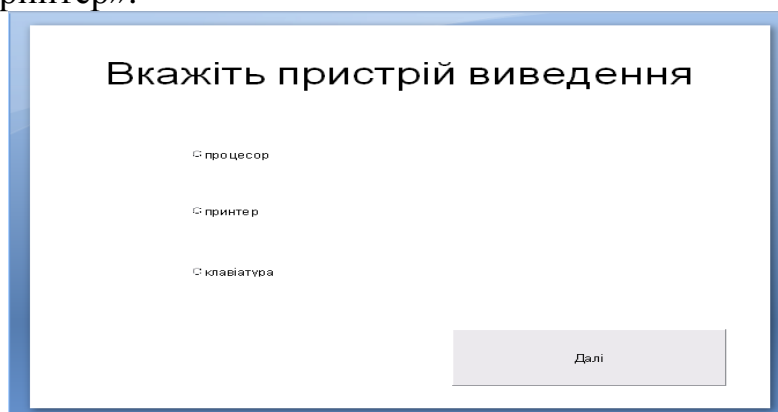 Вкажіть пристрій виведення
процесор
принтер
клавіатура
Далі